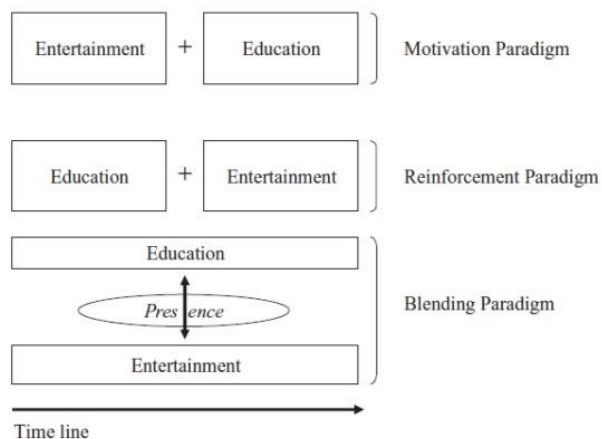 Entertainment + Education Motivation Paradigm
Education + Entertainment Reinforcement Paradigm
Education
Presence Blending Paradigm
Entertainment
Time line